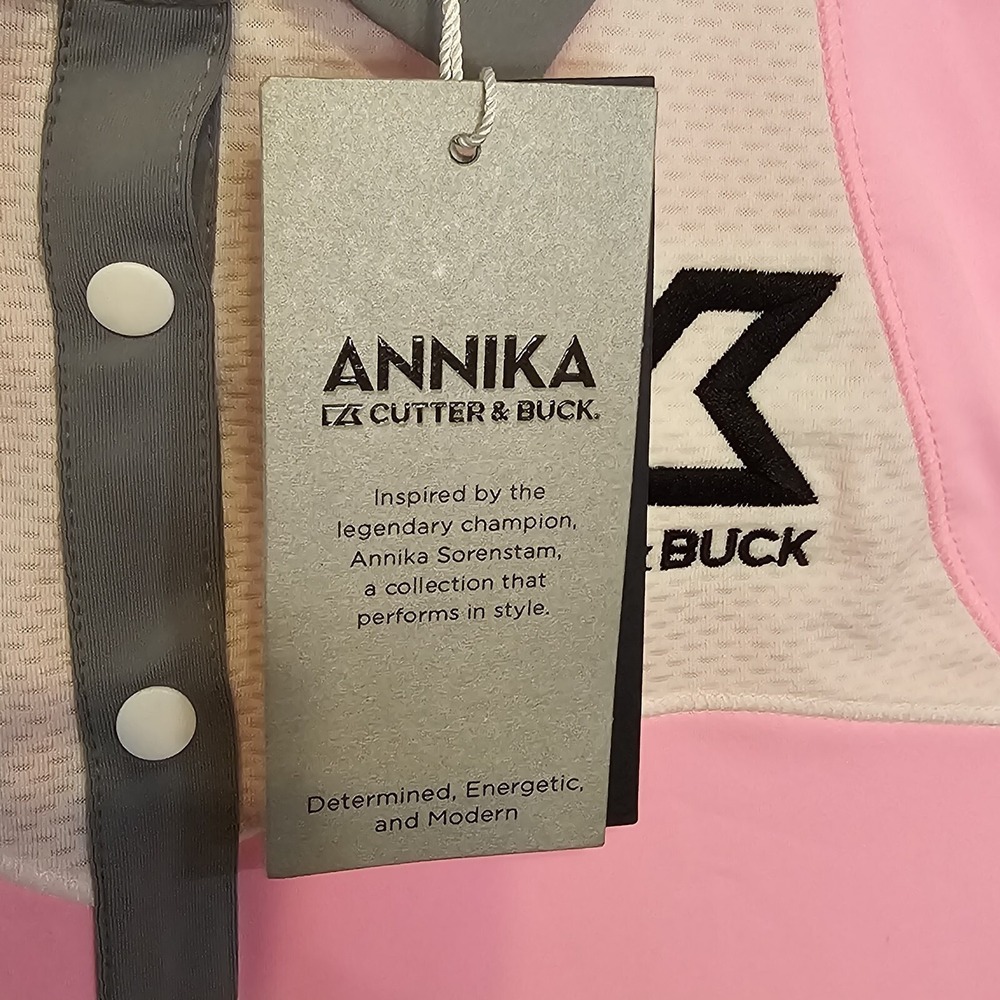 ANNIKA
CUTTER & BUCK.
Inspired by the
legendary champion,
Annika Sorenstam,
a collection that
performs in style.
Determined, Energetic,
and Modern
& BUCK